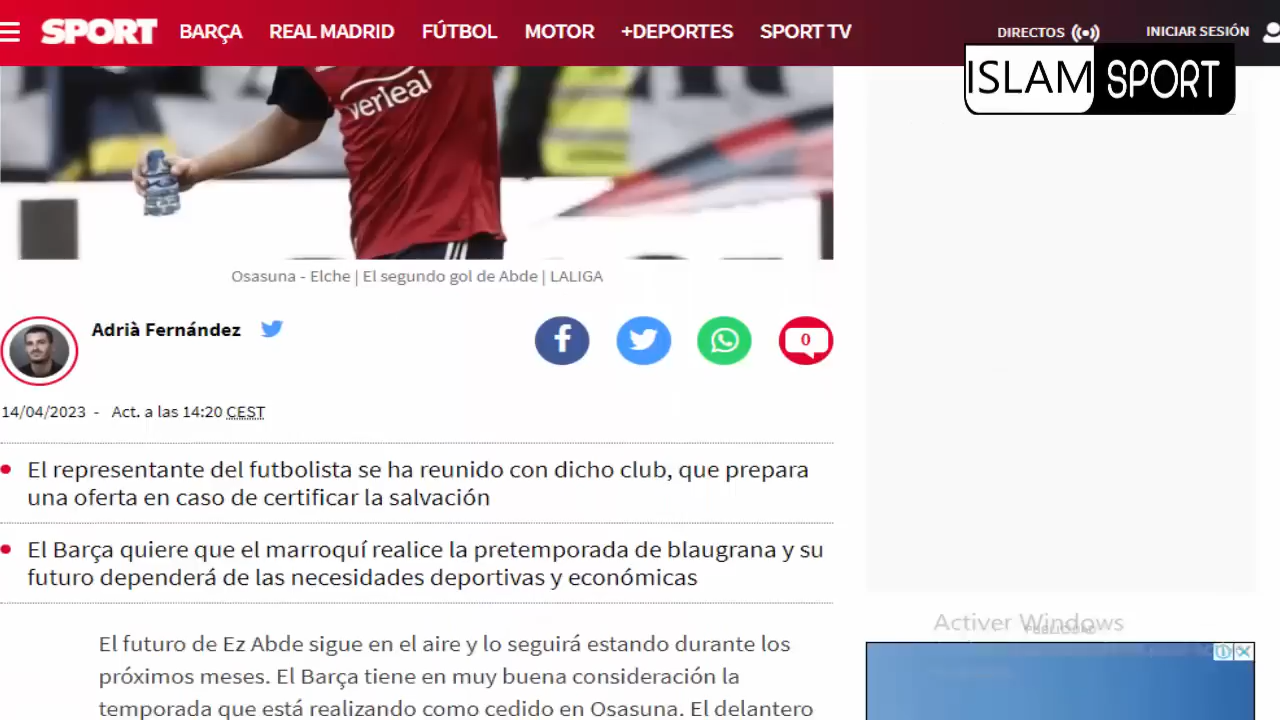 SPORT BARÇA REAL MADRID FÚTBOL MOTOR +DEPORTES SPORT TV DIRECTOS INICIAR SESIÓN
ISLAM SPORT
verleal
Osasuna - Elche | El segundo gol de Abde | LALIGA
Adrià Fernández
0
14/04/2023 - Act. a las 14:20 CEST
El representante del futbolista se ha reunido con dicho club, que prepara
una oferta en caso de certificar la salvación
El Barça quiere que el marroquí realice la pretemporada de blaugrana y su
futuro dependerá de las necesidades deportivas y económicas
El futuro de Ez Abde sigue en el aire y lo seguirá estando durante los
próximos meses. El Barça tiene en muy buena consideración la
temporada que está realizando como cedido en Osasuna. El delantero
Activer Windows
PUBLICIDAD